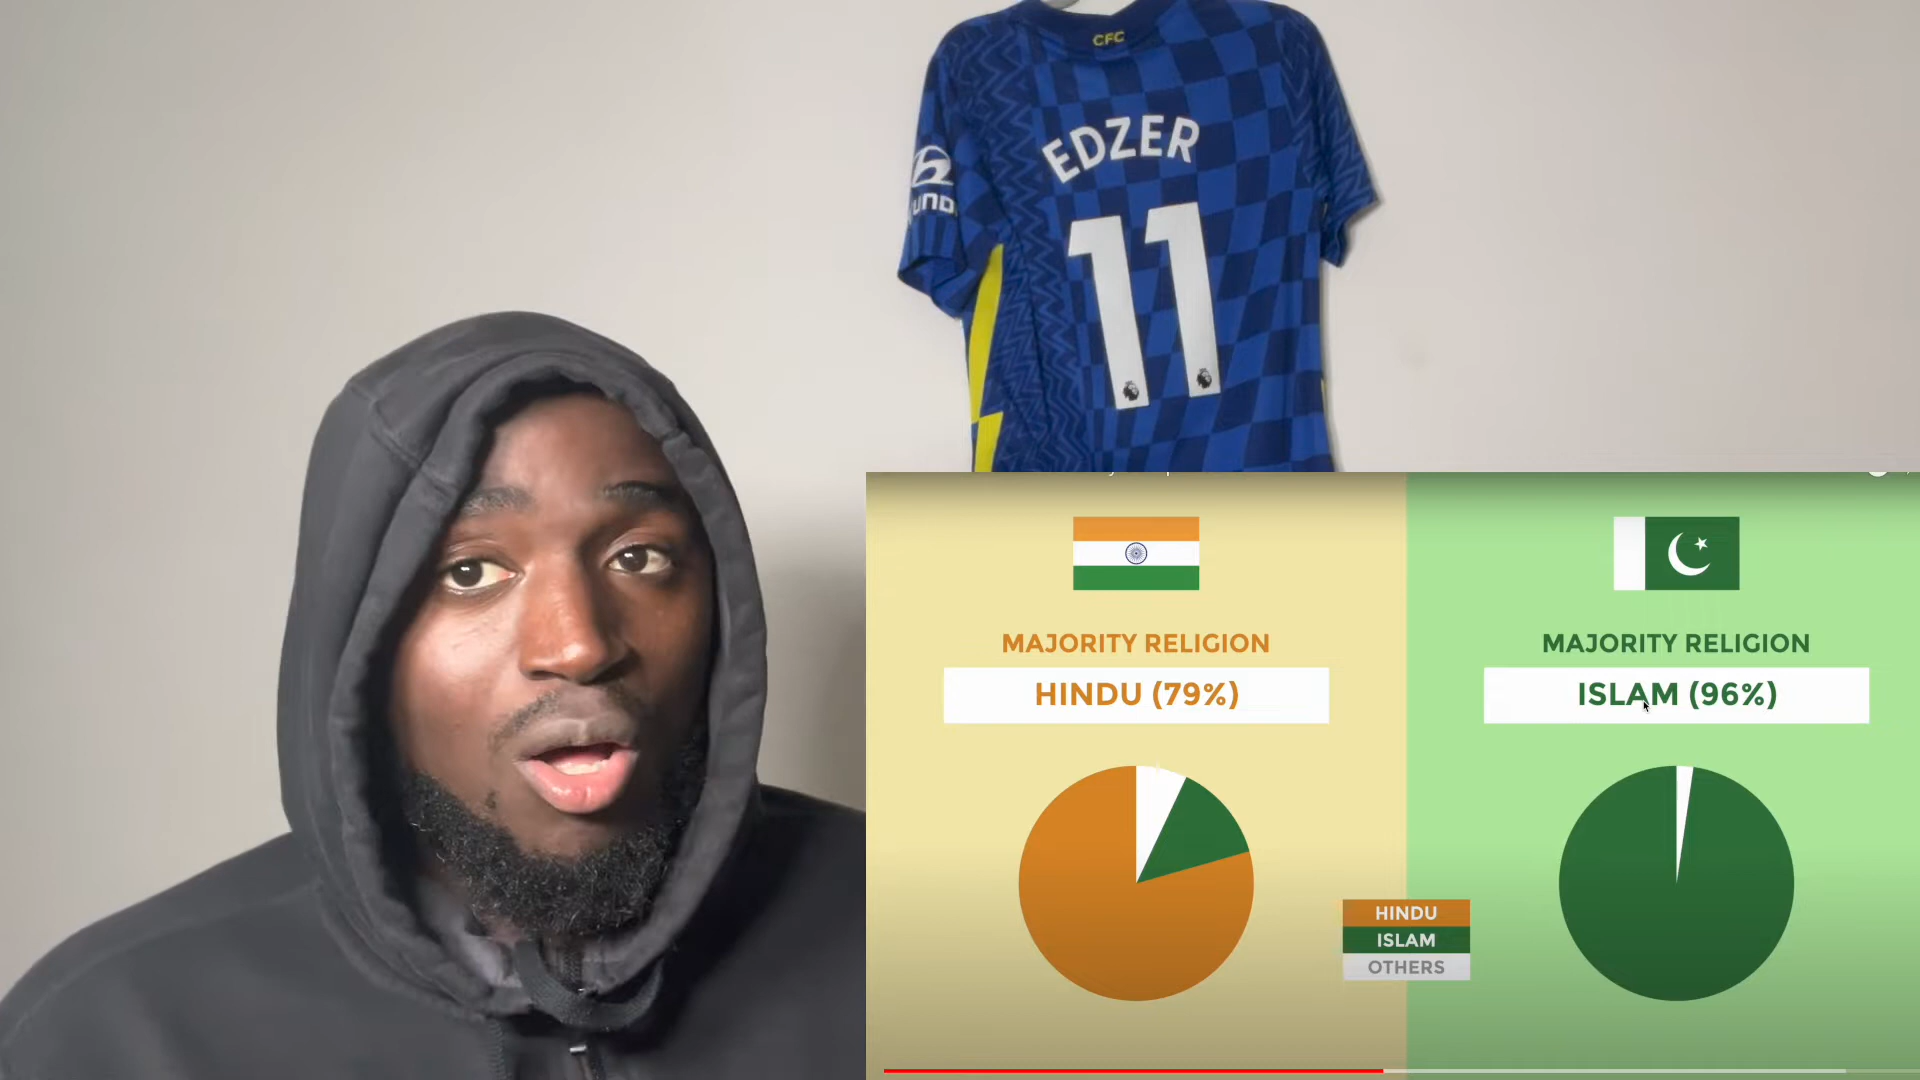 CFC
EDZER
11
MAJORITY RELIGION
HINDU (79%)
MAJORITY RELIGION
ISLAM (96%)
HINDU
ISLAM
OTHERS